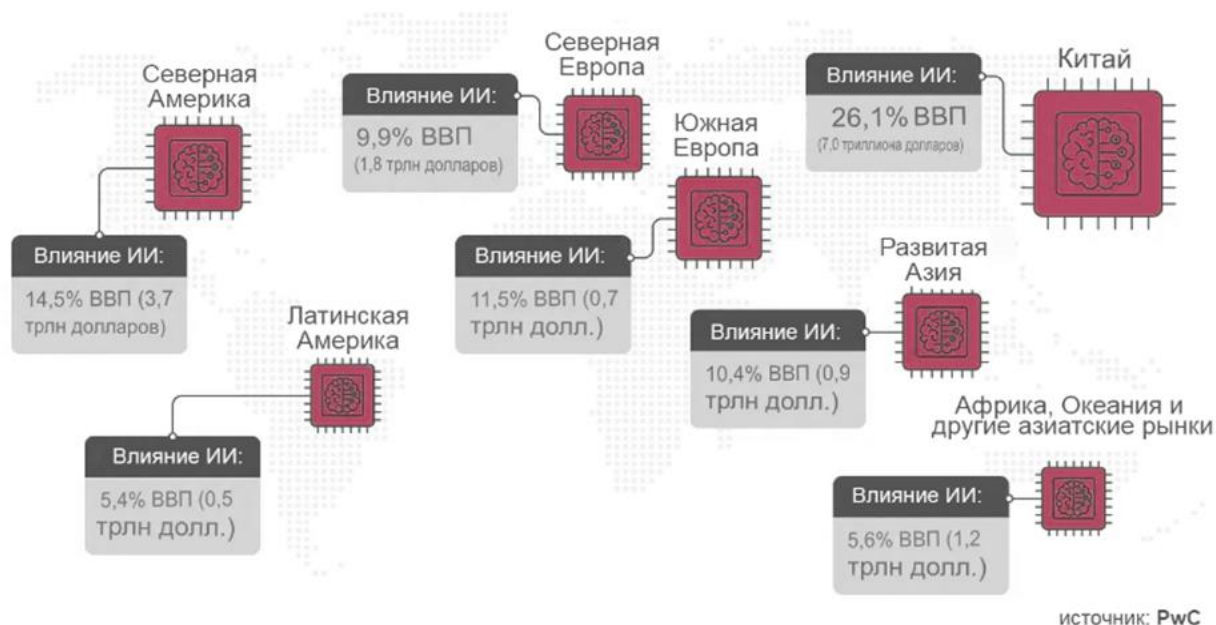 Северная
Америка
Влияние ИИ:
14,5% ВВП (3,7
трлн долларов)
Северная
Европа
Влияние ИИ:
9,9% ВВП
(1,8 трлн долларов)
Южная
Европа
Влияние ИИ:
11,5% ВВП (0,7
трлн долл.)
Китай
Влияние ИИ:
26,1% ВВП
(7,0 триллиона долларов)
Развитая
Азия
Влияние ИИ:
10,4% ВВП (0,9
трлн долл.)
Латинская
Америка
Влияние ИИ:
5,4% ВВП (0,5
трлн долл.)
Африка, Океания и
другие азиатские рынки
Влияние ИИ:
5,6% ВВП (1,2
трлн долл.)
источник: PwC